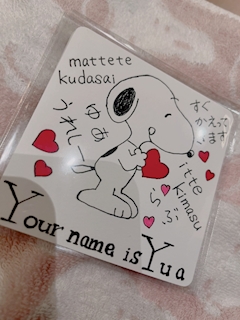 mattete
kudasai
すぐ
かえって
います
ゆあ
うれしー
itte
kimasu
らぶ
Your name is Yua